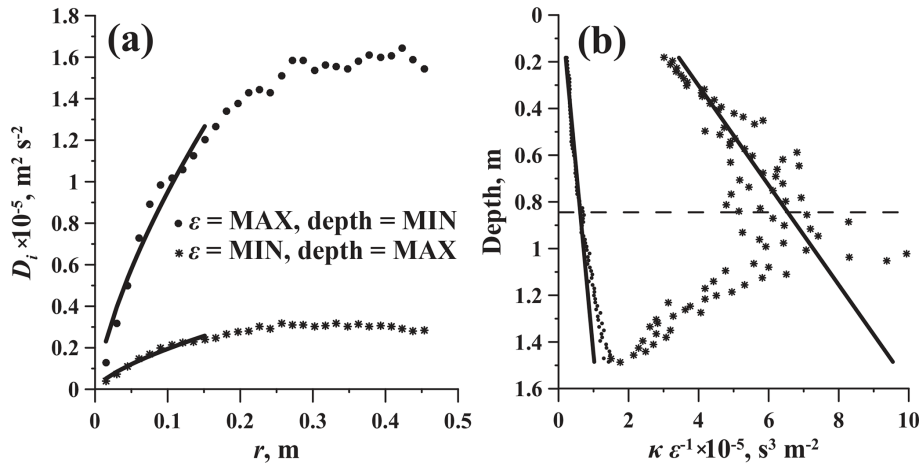 (a)
1.8
1.6
1.4
1.2
1
0.8
0.6
0.4
0.2
0
D_i×10⁻⁵, m² s⁻²
ε = MAX, depth = MIN
ε = MIN, depth = MAX
0 0.1 0.2 0.3 0.4 0.5
r, m
(b)
0
0.2
0.4
0.6
0.8
1
1.2
1.4
1.6
Depth, m
0 2 4 6 8 10
κ ε⁻¹×10⁻⁵, s³ m⁻²